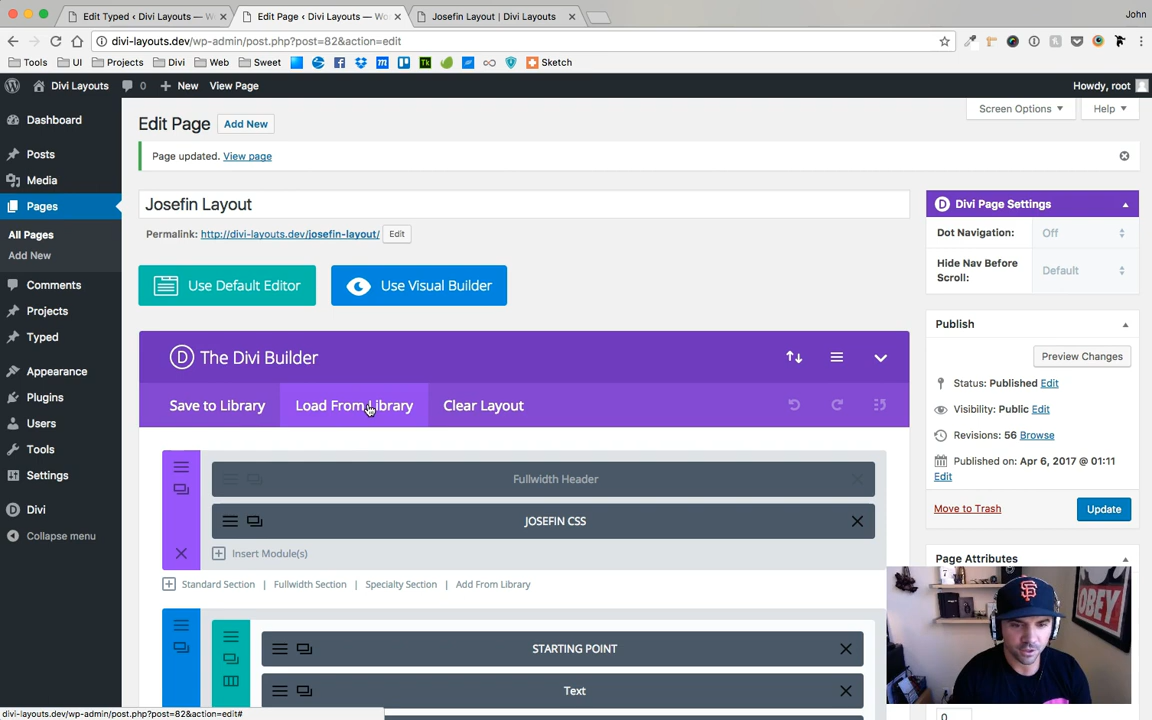 Edit Typed ‹ Divi Layouts — W
Edit Page ‹ Divi Layouts — Wo
Josefin Layout | Divi Layouts
John
divi-layouts.dev/wp-admin/post.php?post=82&action=edit
Tools
UI
Projects
Divi
Web
Sweet
Sketch
Divi Layouts
0
New
View Page
Howdy, root
Dashboard
Posts
Media
Pages
All Pages
Add New
Comments
Projects
Typed
Appearance
Plugins
Users
Tools
Settings
Divi
Collapse menu
Screen Options
Help
Edit Page
Add New
Page updated. View page
Josefin Layout
Permalink: http://divi-layouts.dev/josefin-layout/ Edit
Use Default Editor
Use Visual Builder
The Divi Builder
Save to Library
Load From Library
Clear Layout
Fullwidth Header
JOSEFIN CSS
Insert Module(s)
Standard Section | Fullwidth Section | Specialty Section | Add From Library
STARTING POINT
Text
Divi Page Settings
Dot Navigation: Off
Hide Nav Before Scroll: Default
Publish
Preview Changes
Status: Published Edit
Visibility: Public Edit
Revisions: 56 Browse
Published on: Apr 6, 2017 @ 01:11
Edit
Move to Trash
Update
Page Attributes
OBEY
0
divi-layouts.dev/wp-admin/post.php?post=82&action=edit#